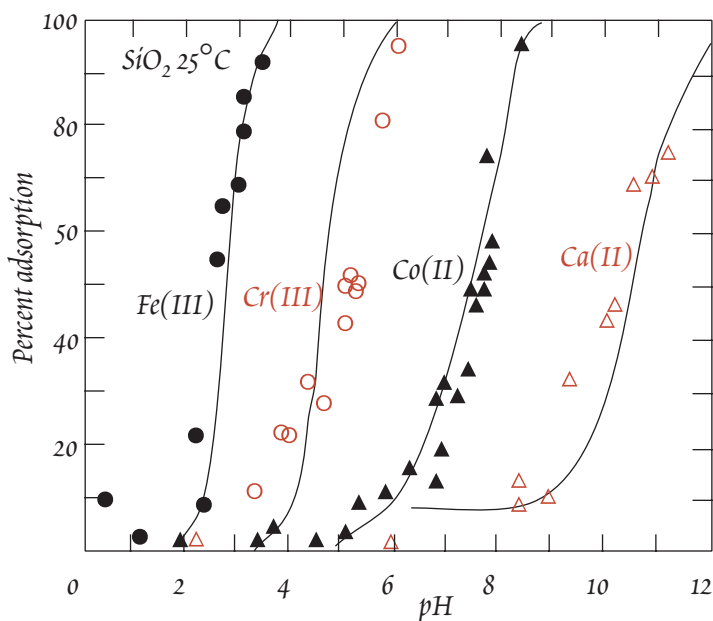 100
SiO2 25°C
80
50
40
20
Percent adsorption
Fe(III)
Cr(III)
Co(II)
Ca(II)
0 2 4 6 8 10 12
pH